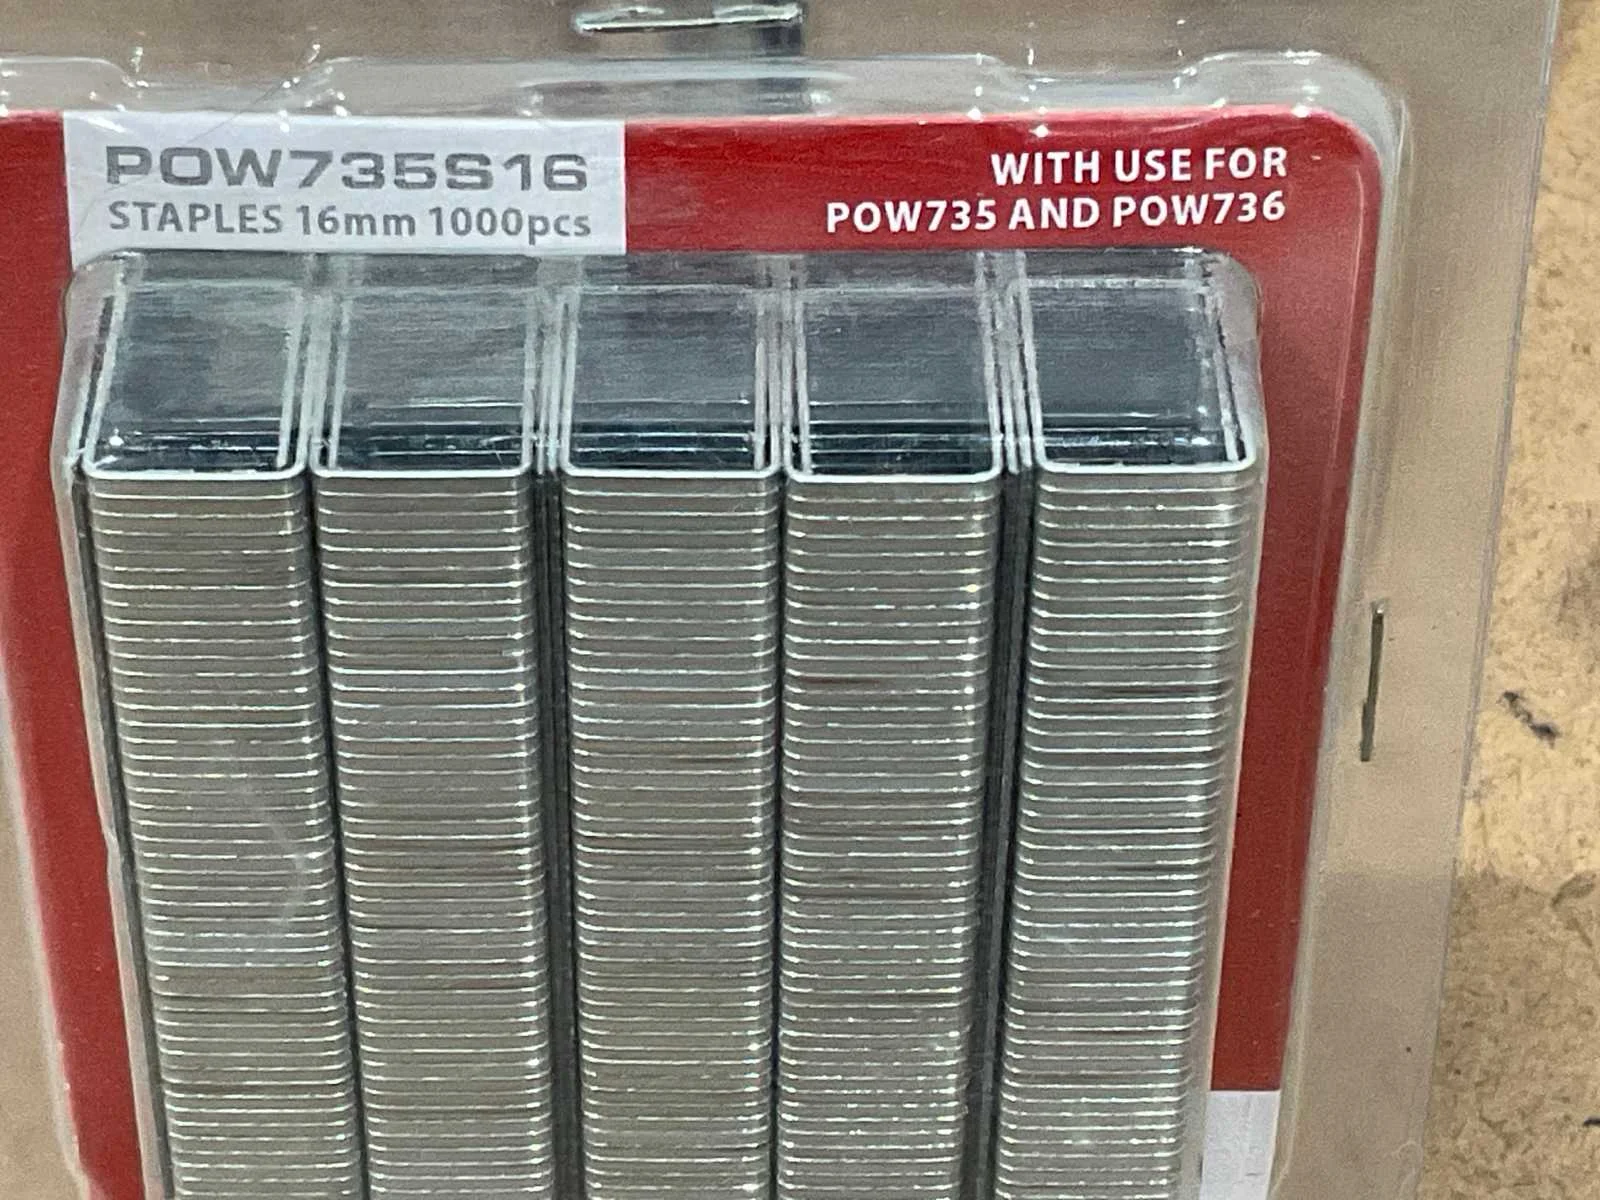 POW735S16
STAPLES 16mm 1000pcs
WITH USE FOR
POW735 AND POW736